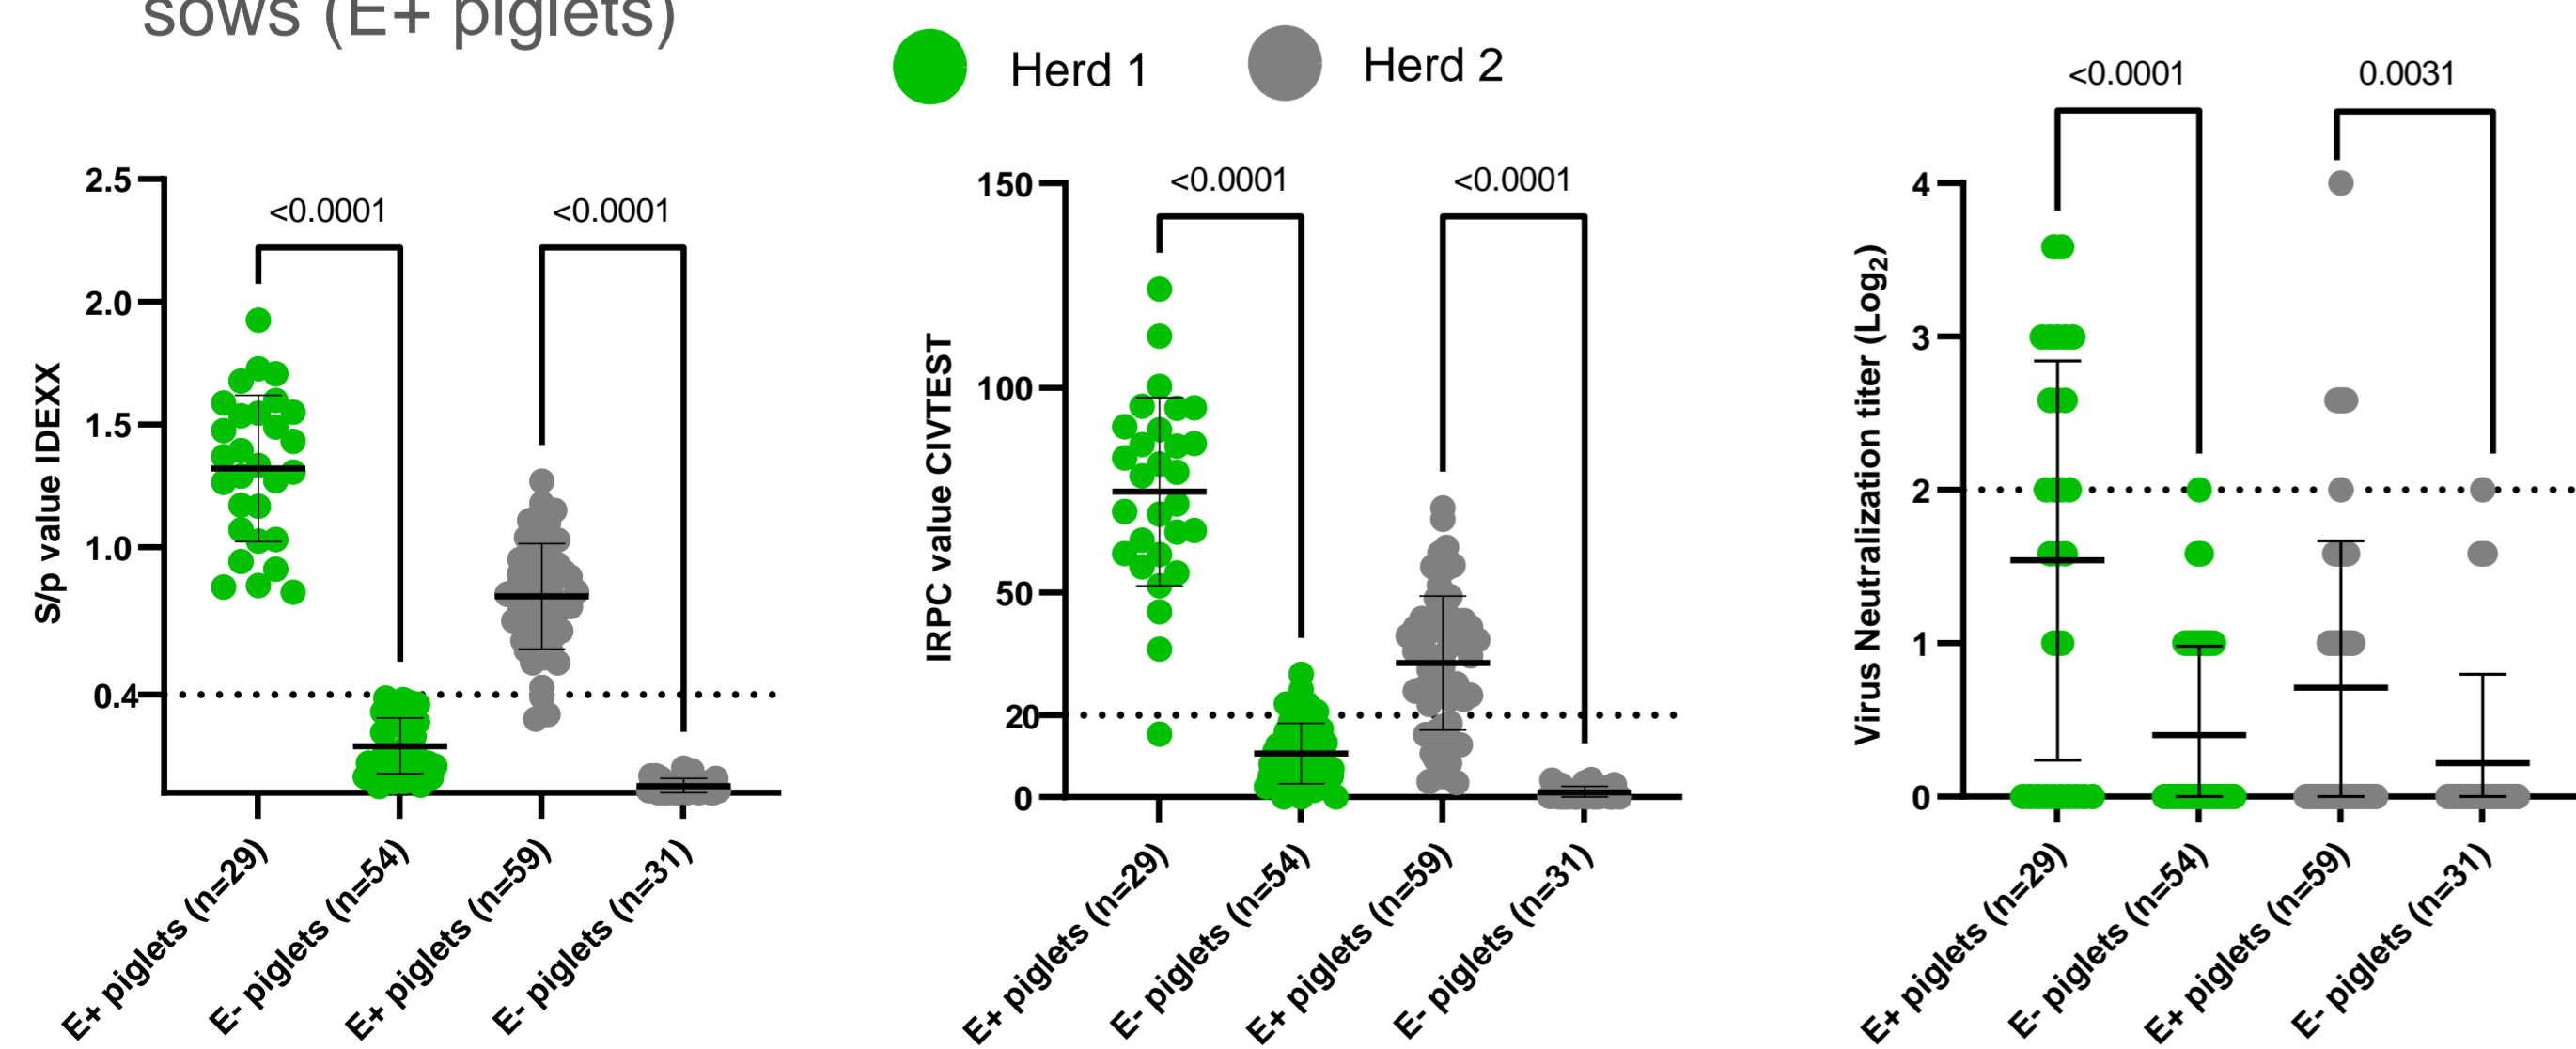 sows (E+ piglets)
Herd 1
Herd 2
S/p value IDEXX
2.5
2.0
1.5
1.0
0.4
<0.0001
<0.0001
E+ piglets (n=29)
E- piglets (n=54)
E+ piglets (n=59)
E- piglets (n=31)
IRPC value CIVTEST
150
100
50
20
0
<0.0001
<0.0001
E+ piglets (n=29)
E- piglets (n=54)
E+ piglets (n=59)
E- piglets (n=31)
Virus Neutralization titer (Log₂)
4
3
2
1
0
<0.0001
0.0031
E+ piglets (n=29)
E- piglets (n=54)
E+ piglets (n=59)
E- piglets (n=31)